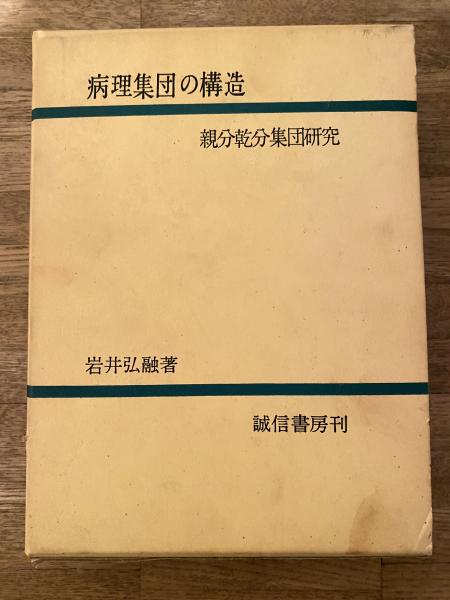 病理集団の構造
親分乾分集団研究
岩井弘融著
誠信書房刊